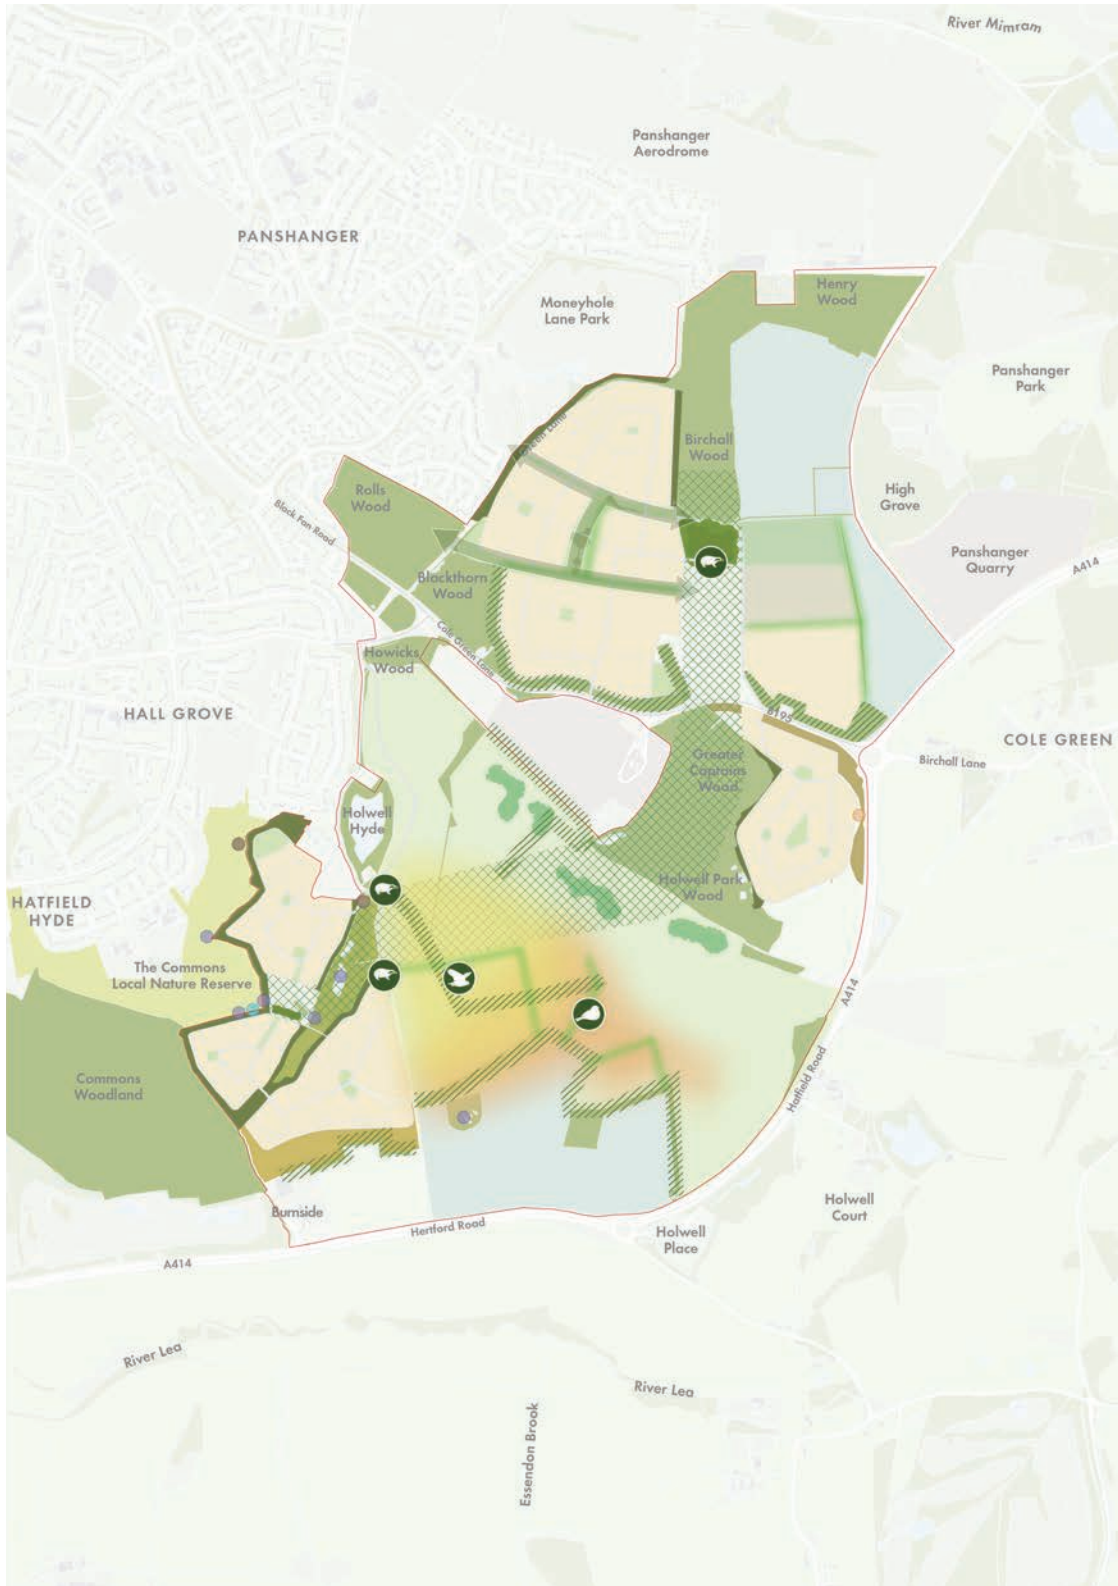 River Mimram
Panshanger
Aerodrome
PANSHANGER
Henry
Wood
Moneyhole
Lane Park
Panshanger
Park
Green Lane
Birchall
Wood
Rolls
Wood
High
Grove
Black Fan Road
Panshanger
Quarry
A414
Blackthorn
Wood
Cole Green Lane
Howicks
Wood
HALL GROVE
B195
COLE GREEN
Birchall Lane
Greater
Captains
Wood
Holwell
Hyde
Holwell Park
Wood
HATFIELD
HYDE
The Commons
Local Nature Reserve
A414
Commons
Woodland
Hatfield Road
Burnside
Hertford Road
Holwell
Court
Holwell
Place
A414
River Lea
River Lea
Essendon Brook